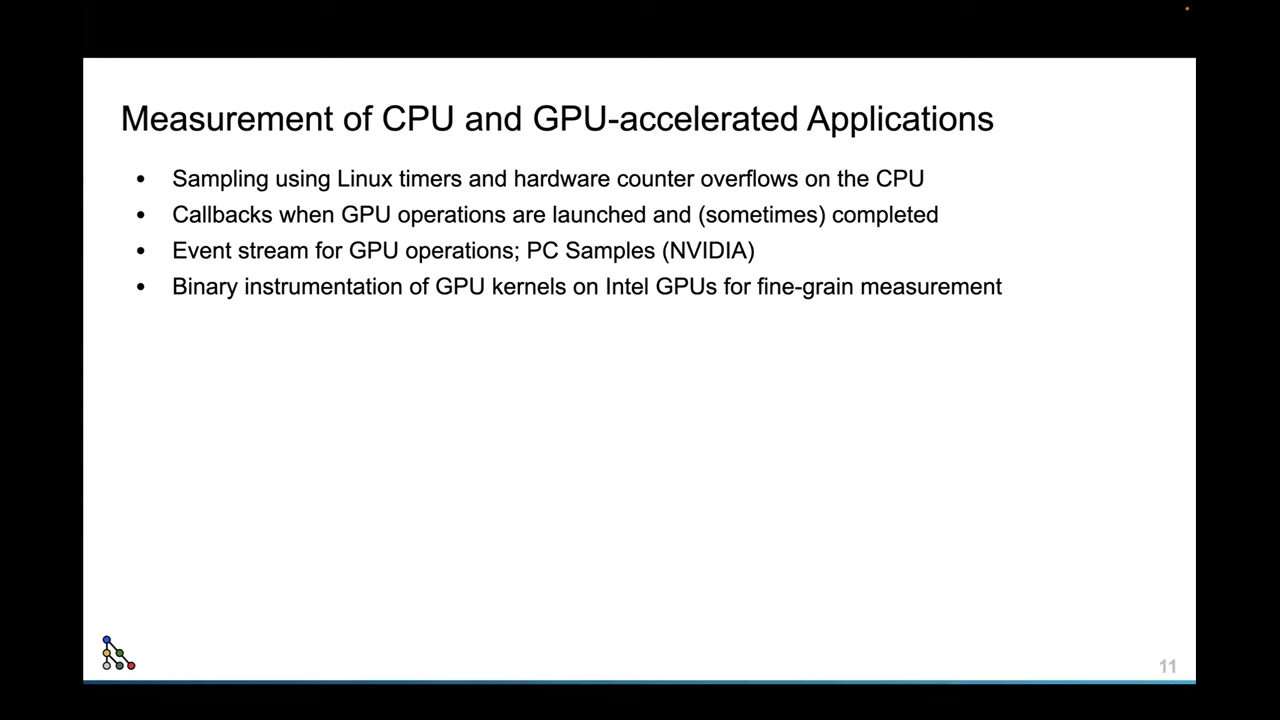 Measurement of CPU and GPU-accelerated Applications
• Sampling using Linux timers and hardware counter overflows on the CPU
• Callbacks when GPU operations are launched and (sometimes) completed
• Event stream for GPU operations; PC Samples (NVIDIA)
• Binary instrumentation of GPU kernels on Intel GPUs for fine-grain measurement
11